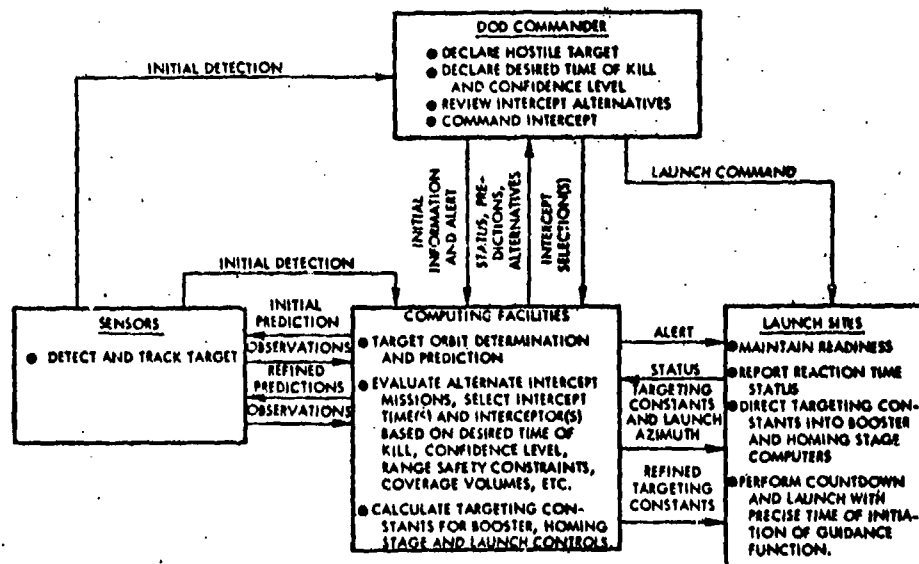 DOD COMMANDER
● DECLARE HOSTILE TARGET
● DECLARE DESIRED TIME OF KILL
AND CONFIDENCE LEVEL
● REVIEW INTERCEPT ALTERNATIVES
● COMMAND INTERCEPT
INITIAL DETECTION
LAUNCH COMMAND
INITIAL
INFORMATION
AND ALERT
STATUS, PRE-
DICTIONS,
ALTERNATIVES
INTERCEPT
SELECTION(S)
INITIAL DETECTION
SENSORS
● DETECT AND TRACK TARGET
INITIAL
PREDICTION
OBSERVATIONS
REFINED
PREDICTIONS
OBSERVATIONS
COMPUTING FACILITIES
● TARGET ORBIT DETERMINATION
AND PREDICTION
● EVALUATE ALTERNATE INTERCEPT
MISSIONS, SELECT INTERCEPT
TIME(S) AND INTERCEPTOR(S)
BASED ON DESIRED TIME OF
KILL, CONFIDENCE LEVEL,
RANGE SAFETY CONSTRAINTS,
COVERAGE VOLUMES, ETC.
● CALCULATE TARGETING CON-
STANTS FOR BOOSTER, HOMING
STAGE AND LAUNCH CONTROLS
ALERT
STATUS
TARGETING
CONSTANTS
AND LAUNCH
AZIMUTH
REFINED
TARGETING
CONSTANTS
LAUNCH SITES
● MAINTAIN READINESS
● REPORT REACTION TIME
STATUS
● DIRECT TARGETING CON-
STANTS INTO BOOSTER
AND HOMING STAGE
COMPUTERS
● PERFORM COUNTDOWN
AND LAUNCH WITH
PRECISE TIME OF INITIA-
TION OF GUIDANCE
FUNCTION.